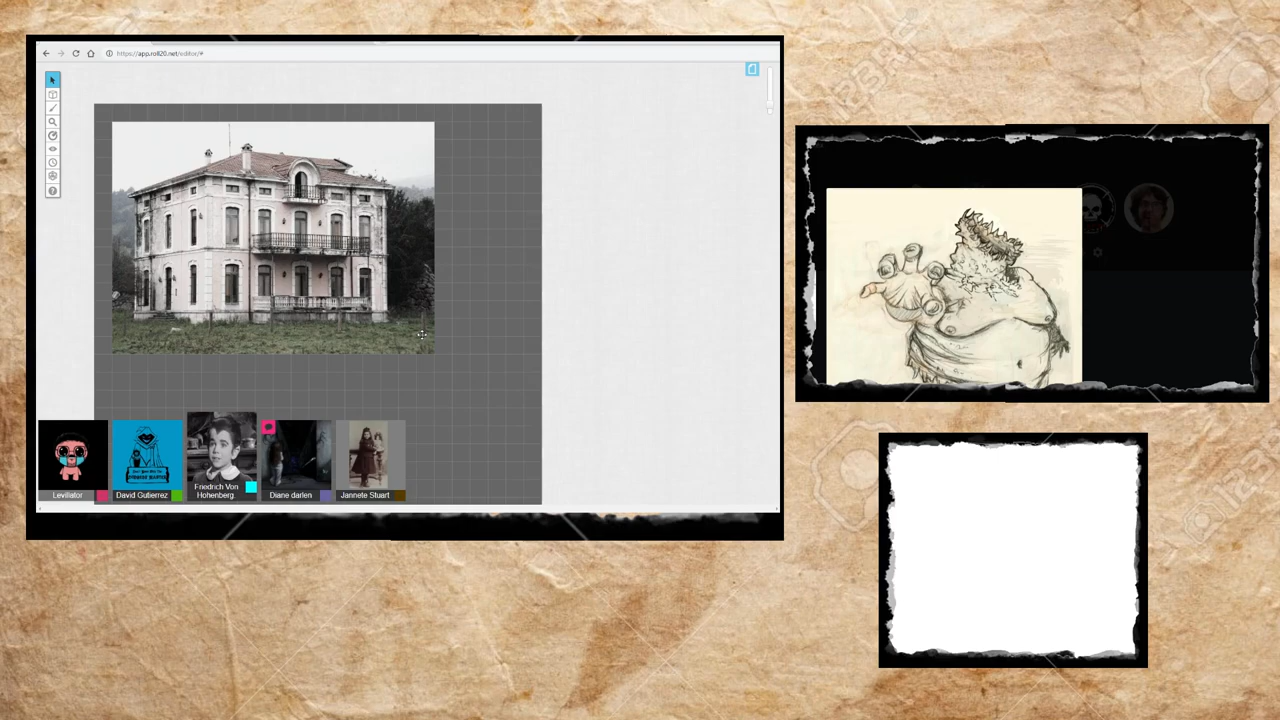 https://app.roll20.net/editor/#
Levillator
David Gutierrez
Friedrich Von
Hohenberg
Diane darlen
Jannete Stuart